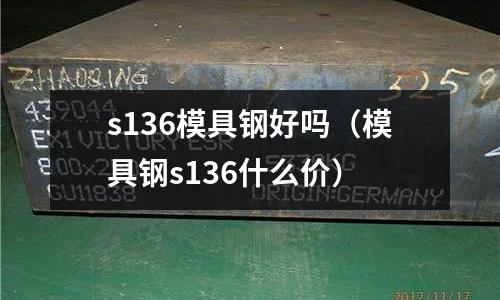 ZHAOQING
3259
439044
s136模具钢好吗（模
EX1 VICTORY ESR
具钢s136什么价）
GU11838
ORIGIN:GERMANY
2017/11/17